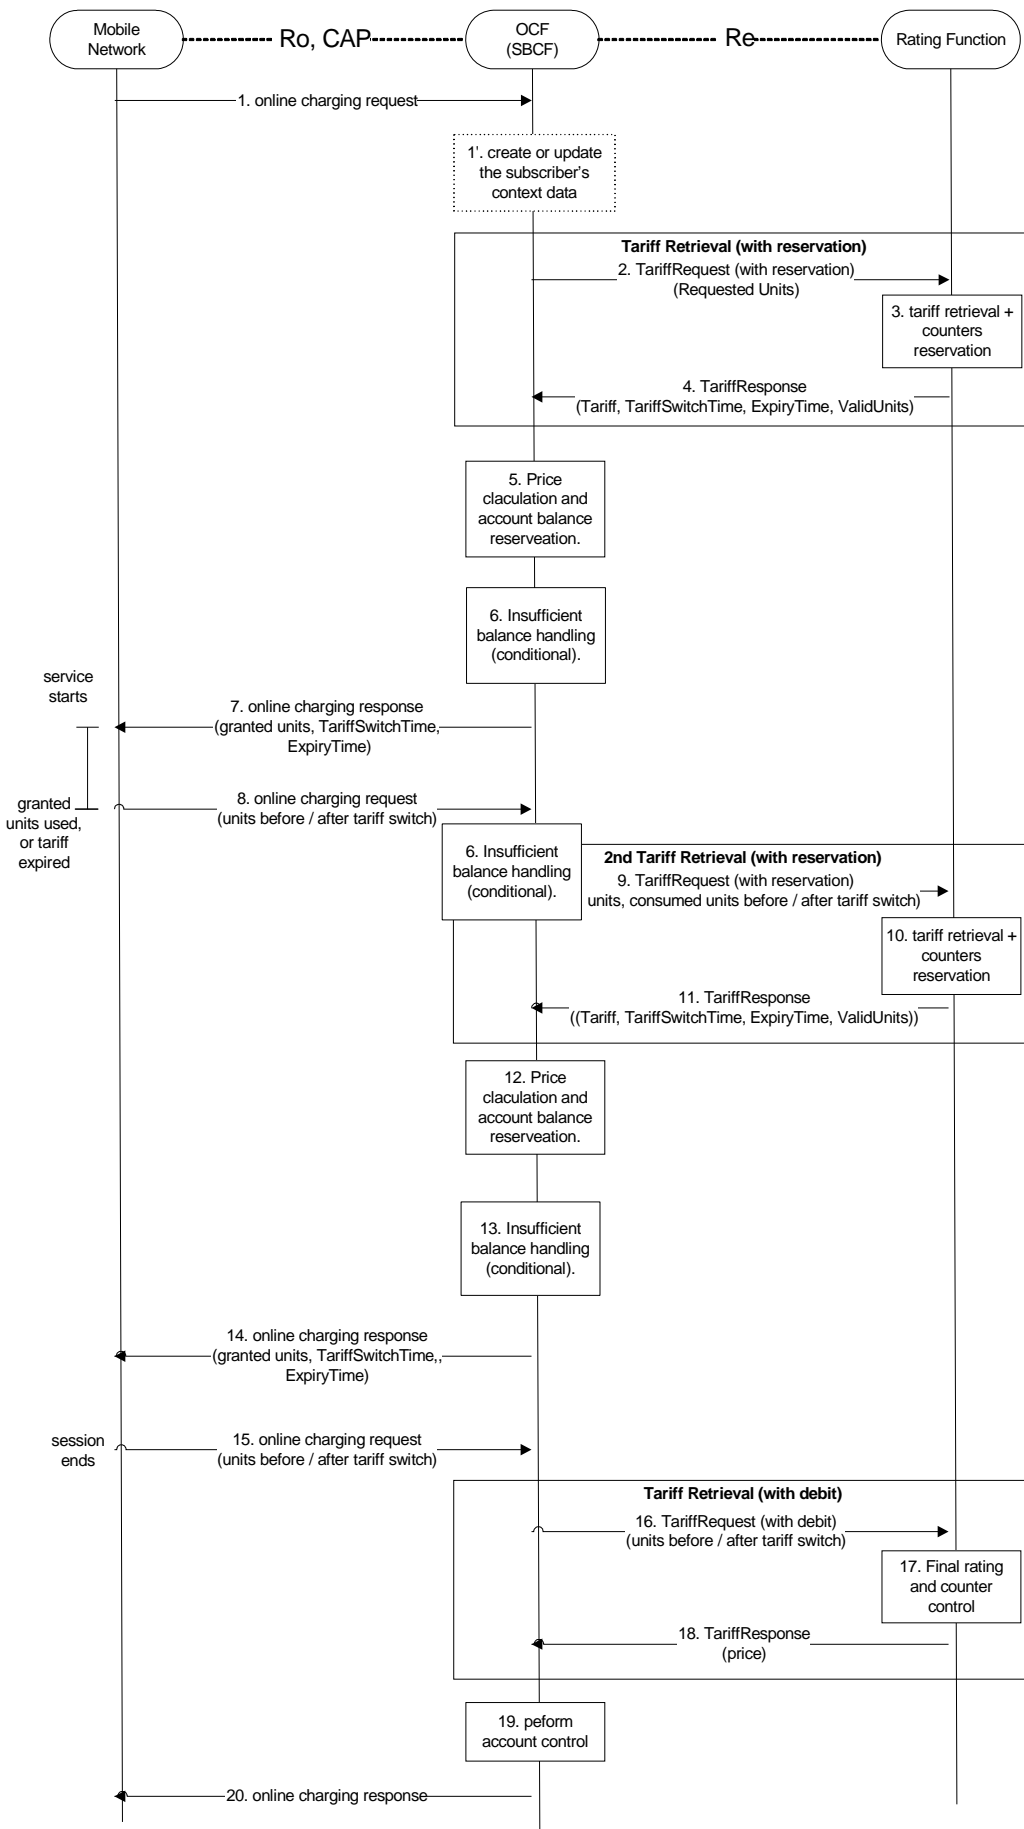 Mobile
Network
Ro, CAP
OCF
(SBCF)
Re
Rating Function
1. online charging request
1'. create or update
the subscriber's
context data
Tariff Retrieval (with reservation)
2. TariffRequest (with reservation)
(Requested Units)
3. tariff retrieval +
counters
reservation
4. TariffResponse
(Tariff, TariffSwitchTime, ExpiryTime, ValidUnits)
5. Price
claculation and
account balance
reserveation.
6. Insufficient
balance handling
(conditional).
service
starts
7. online charging response
(granted units, TariffSwitchTime,
ExpiryTime)
granted
units used,
or tariff
expired
8. online charging request
(units before / after tariff switch)
6. Insufficient
balance handling
(conditional).
2nd Tariff Retrieval (with reservation)
9. TariffRequest (with reservation)
units, consumed units before / after tariff switch)
10. tariff retrieval +
counters
reservation
11. TariffResponse
((Tariff, TariffSwitchTime, ExpiryTime, ValidUnits))
12. Price
claculation and
account balance
reserveation.
13. Insufficient
balance handling
(conditional).
14. online charging response
(granted units, TariffSwitchTime,,
ExpiryTime)
session
ends
15. online charging request
(units before / after tariff switch)
Tariff Retrieval (with debit)
16. TariffRequest (with debit)
(units before / after tariff switch)
17. Final rating
and counter
control
18. TariffResponse
(price)
19. peform
account control
20. online charging response